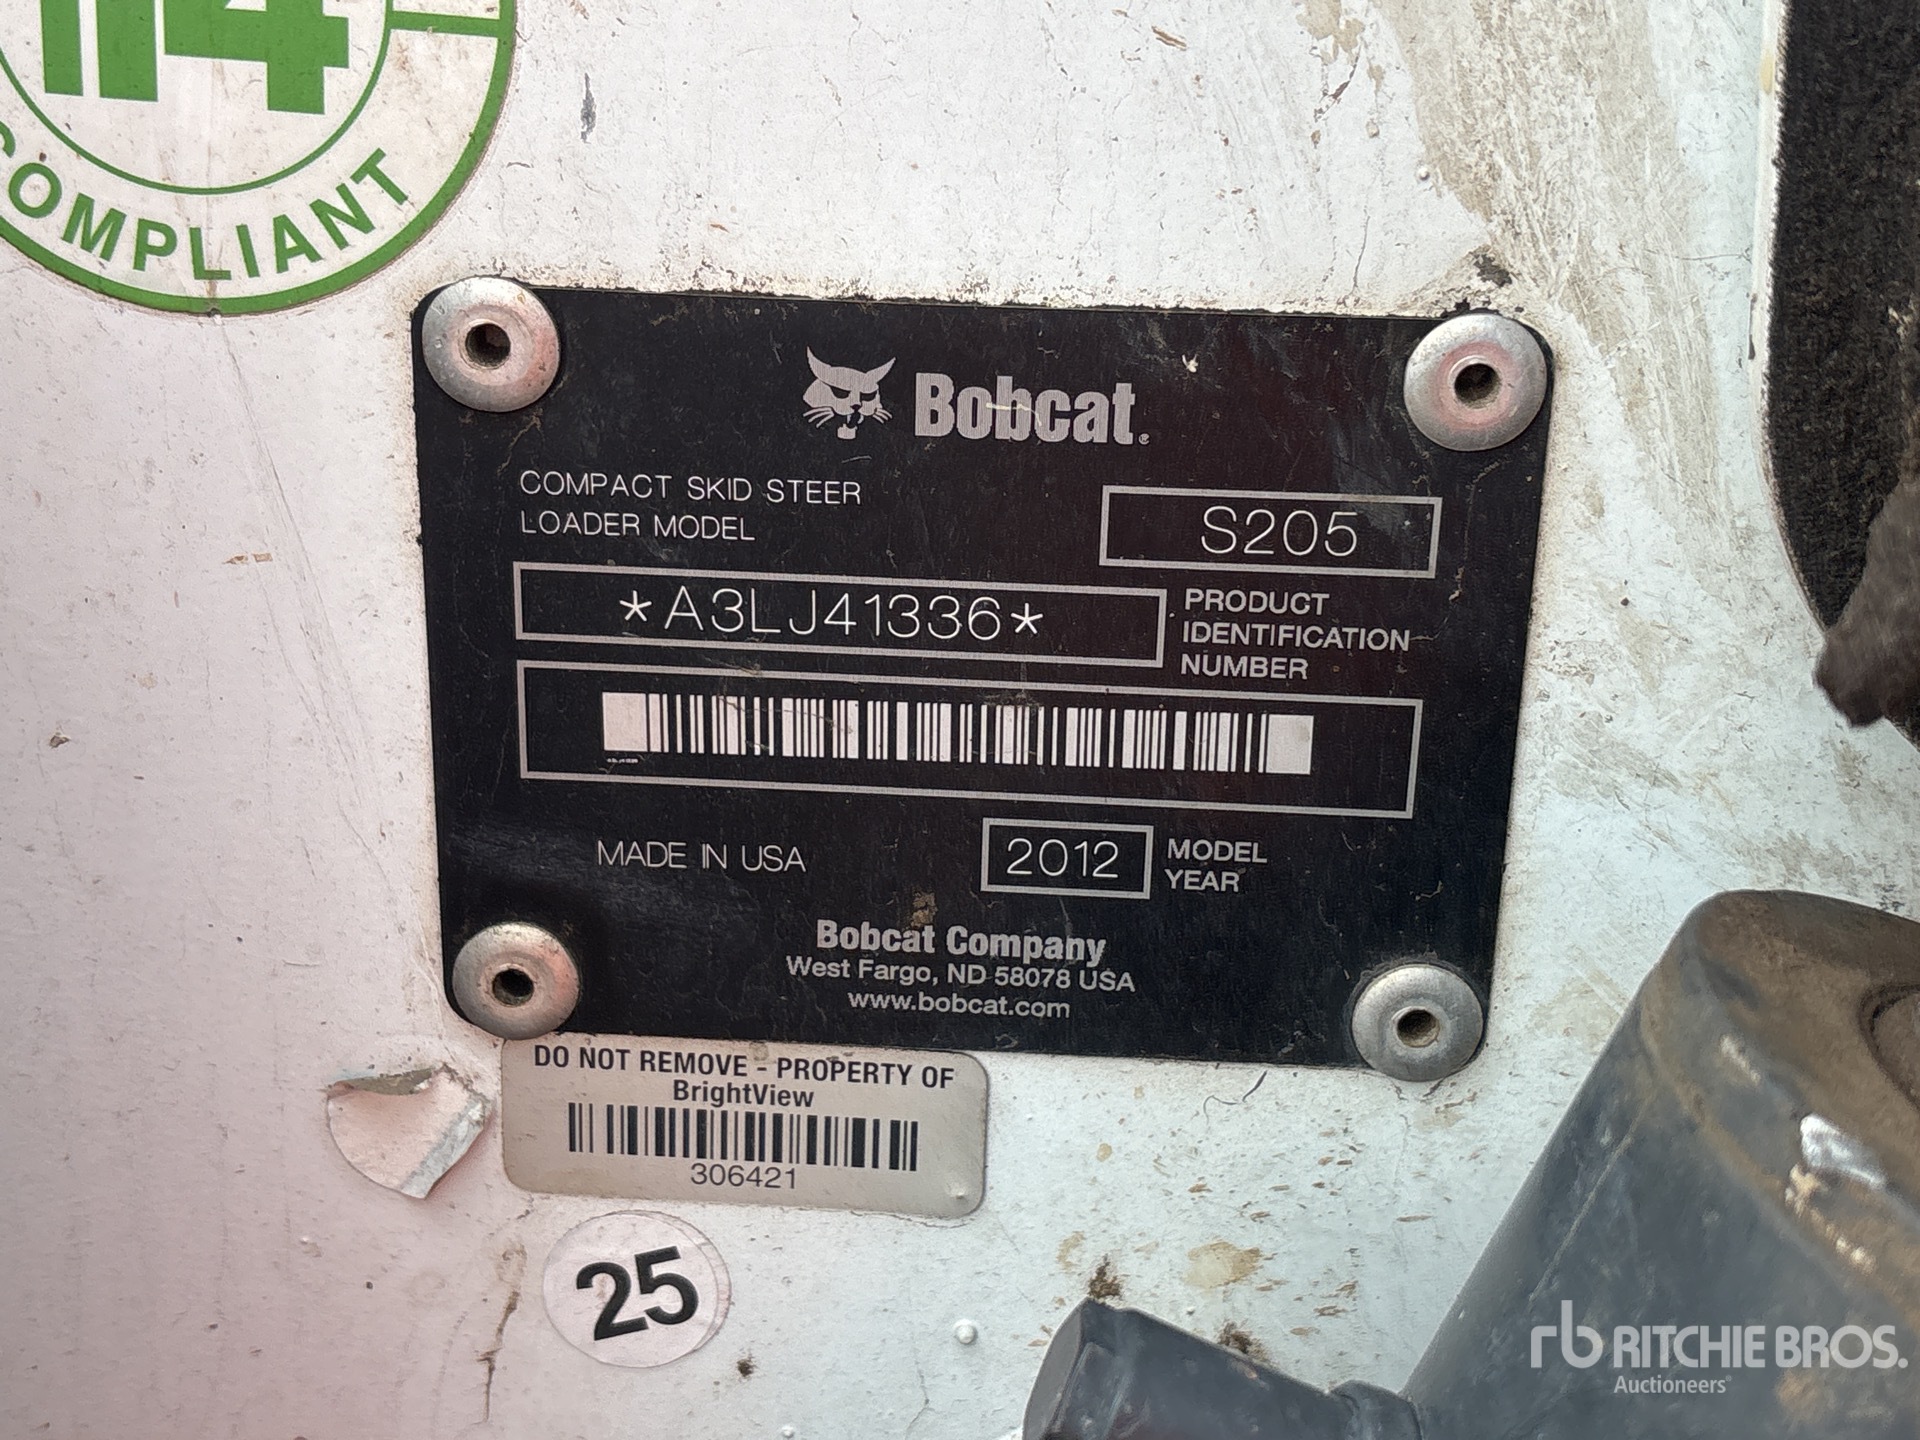 114
COMPLIANT
Bobcat®
COMPACT SKID STEER
LOADER MODEL
S205
*A3LJ41336*
PRODUCT
IDENTIFICATION
NUMBER
MADE IN USA
2012
MODEL
YEAR
Bobcat Company
West Fargo, ND 58078 USA
www.bobcat.com
DO NOT REMOVE - PROPERTY OF
BrightView
306421
25
rb RITCHIE BROS.
Auctioneers